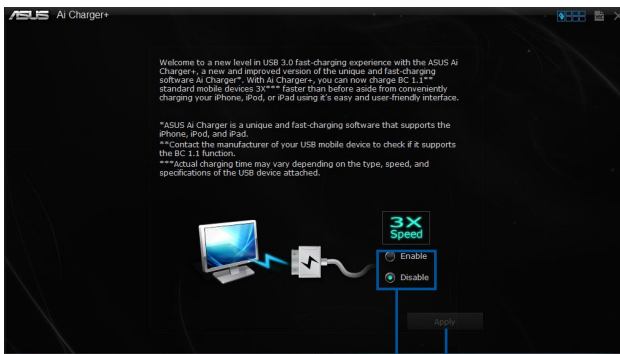 ASUS Ai Charger+
Welcome to a new level in USB 3.0 fast-charging experience with the ASUS Ai
Charger+, a new and improved version of the unique and fast-charging
software Ai Charger*. With Ai Charger+, you can now charge BC 1.1**
standard mobile devices 3X*** faster than before aside from conveniently
charging your iPhone, iPod, or iPad using it's easy and user-friendly interface.
*ASUS Ai Charger is a unique and fast-charging software that supports the
iPhone, iPod, and iPad.
**Contact the manufacturer of your USB mobile device to check if it supports
the BC 1.1 function.
***Actual charging time may vary depending on the type, speed, and
specifications of the USB device attached.
3X
Speed
Enable
Disable
Apply